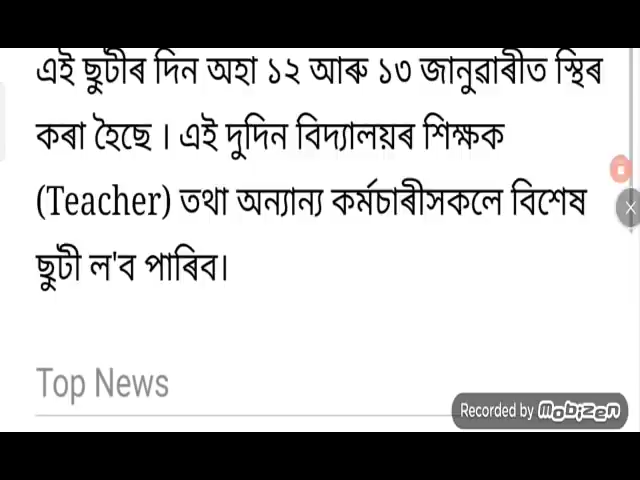 এই ছুটীৰ দিন অহা ১২ আৰু ১৩ জানুৱাৰীত স্থিৰ
কৰা হৈছে । এই দুদিন বিদ্যালয়ৰ শিক্ষক
(Teacher) তথা অন্যান্য কৰ্মচাৰীসকলে বিশেষ
ছুটী ল'ব পাৰিব।
Top News
Recorded by Mobizen